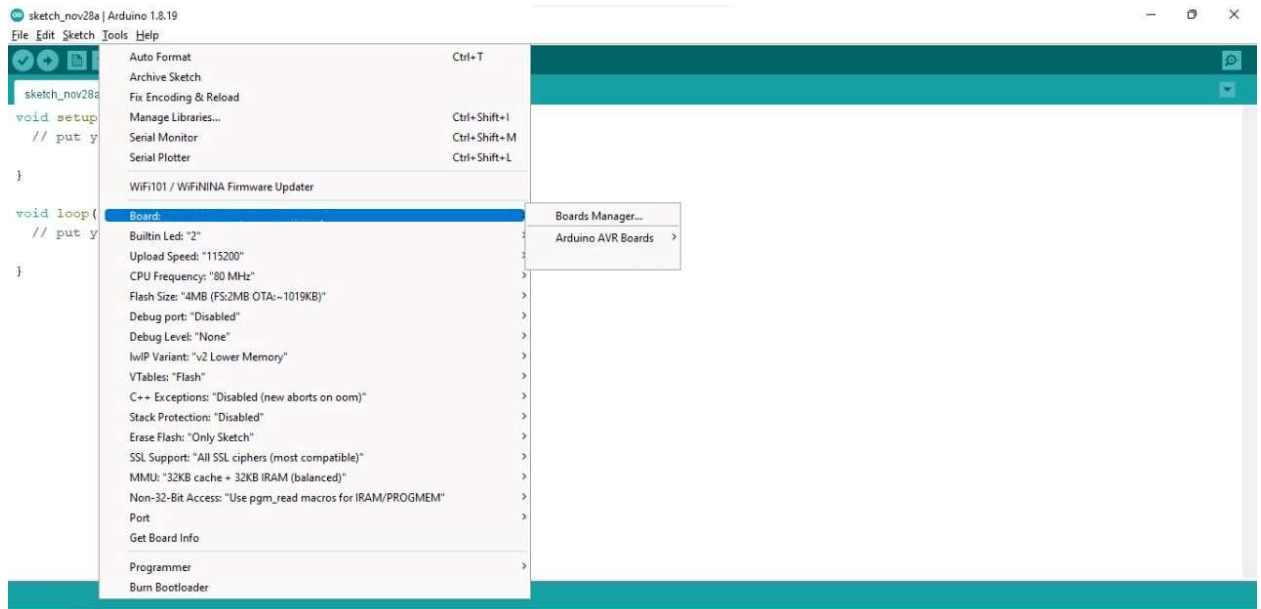 sketch_nov28a | Arduino 1.8.19
File Edit Sketch Tools Help
sketch_nov28a
void setup
// put y
}
void loop(
// put y
}
Auto Format Ctrl+T
Archive Sketch
Fix Encoding & Reload
Manage Libraries... Ctrl+Shift+I
Serial Monitor Ctrl+Shift+M
Serial Plotter Ctrl+Shift+L
WiFi101 / WiFiNINA Firmware Updater
Board:
Builtin Led: "2"
Upload Speed: "115200"
CPU Frequency: "80 MHz"
Flash Size: "4MB (FS:2MB OTA:~1019KB)"
Debug port: "Disabled"
Debug Level: "None"
lwIP Variant: "v2 Lower Memory"
VTables: "Flash"
C++ Exceptions: "Disabled (new aborts on oom)"
Stack Protection: "Disabled"
Erase Flash: "Only Sketch"
SSL Support: "All SSL ciphers (most compatible)"
MMU: "32KB cache + 32KB IRAM (balanced)"
Non-32-Bit Access: "Use pgm_read macros for IRAM/PROGMEM"
Port
Get Board Info
Programmer
Burn Bootloader
Boards Manager...
Arduino AVR Boards